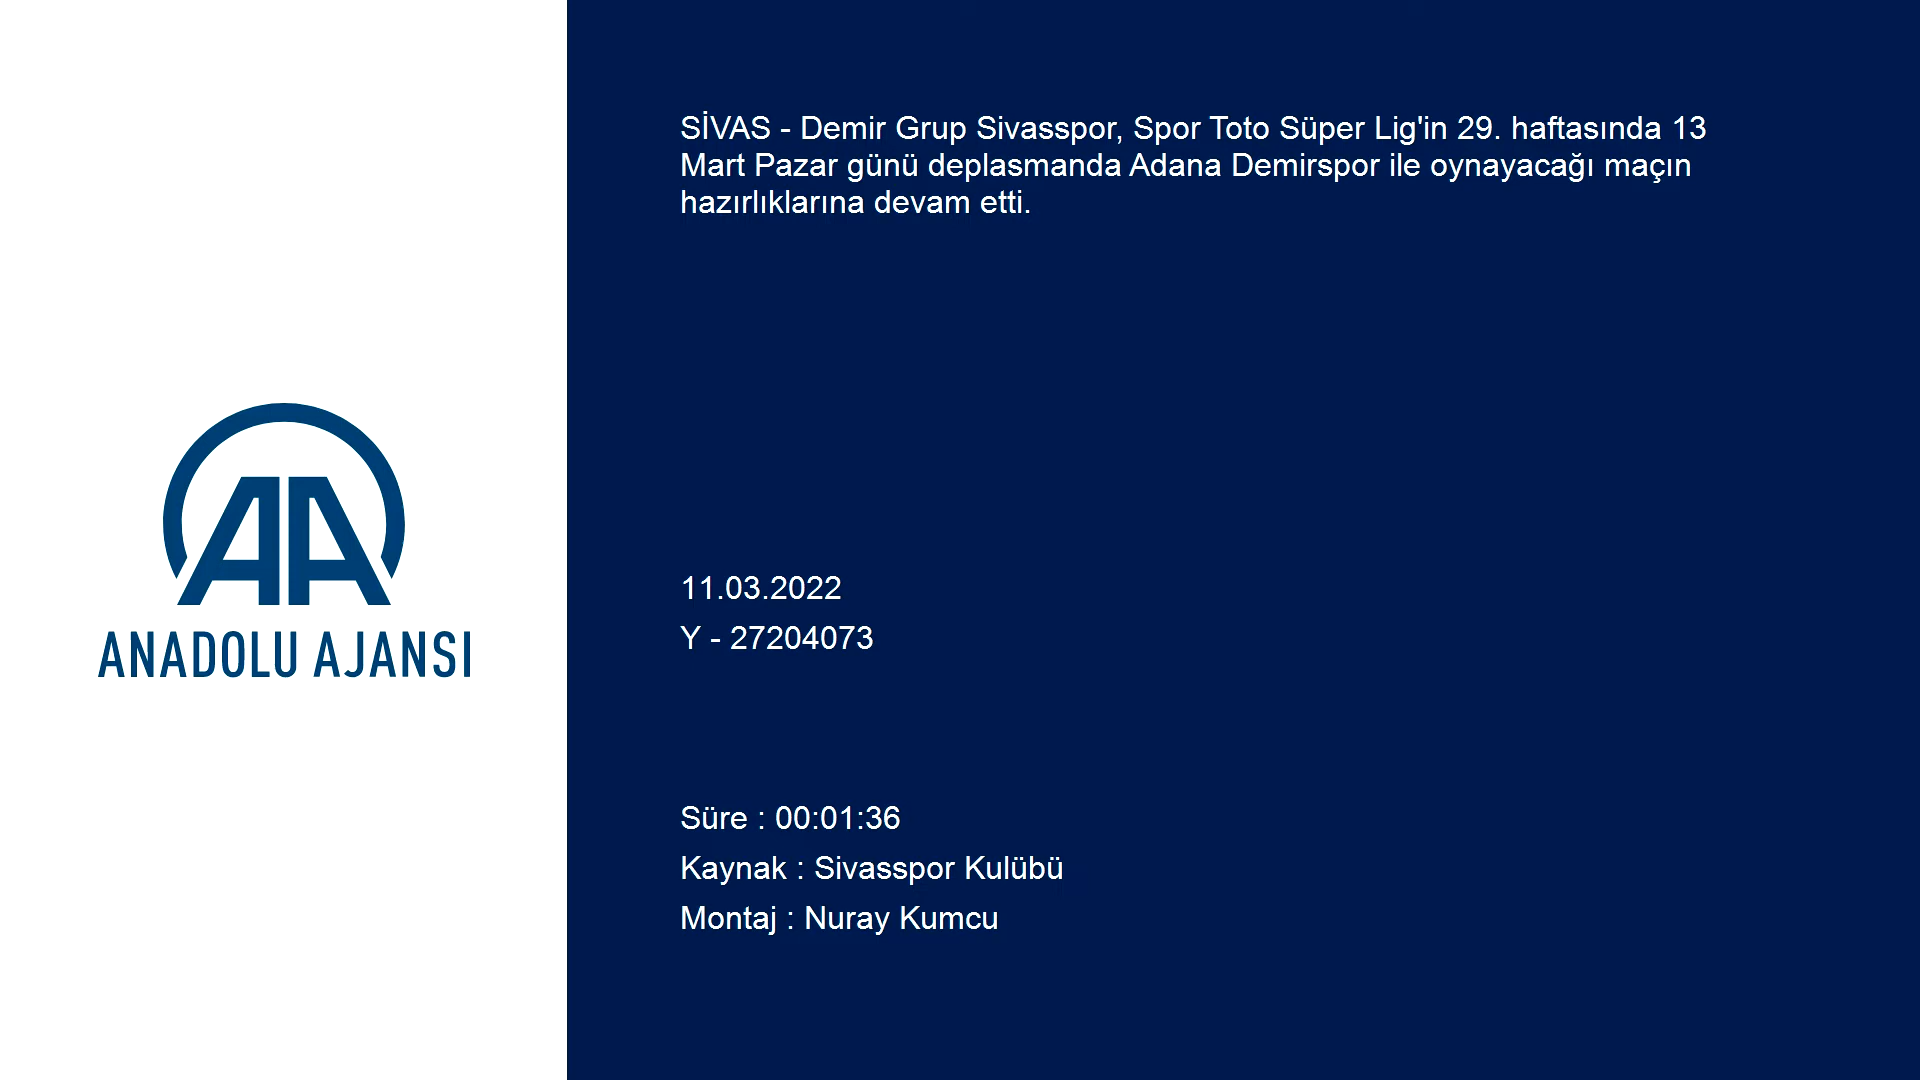 SİVAS - Demir Grup Sivasspor, Spor Toto Süper Lig'in 29. haftasında 13
Mart Pazar günü deplasmanda Adana Demirspor ile oynayacağı maçın
hazırlıklarına devam etti.
AA
ANADOLU AJANSI
11.03.2022
Y - 27204073
Süre : 00:01:36
Kaynak : Sivasspor Kulübü
Montaj : Nuray Kumcu